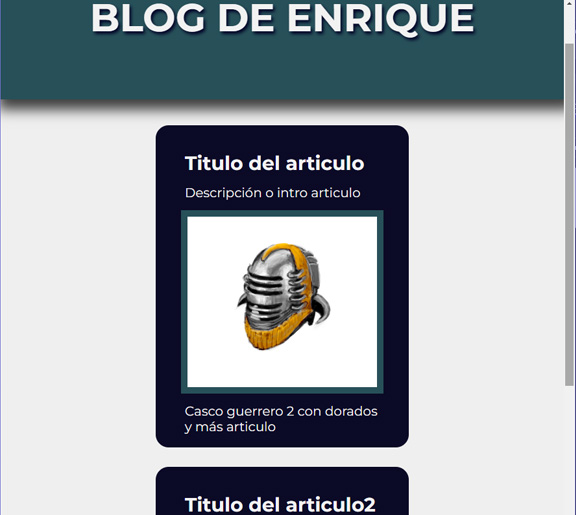 BLOG DE ENRIQUE
Titulo del articulo
Descripción o intro articulo
Casco guerrero 2 con dorados
y más articulo
Titulo del articulo2